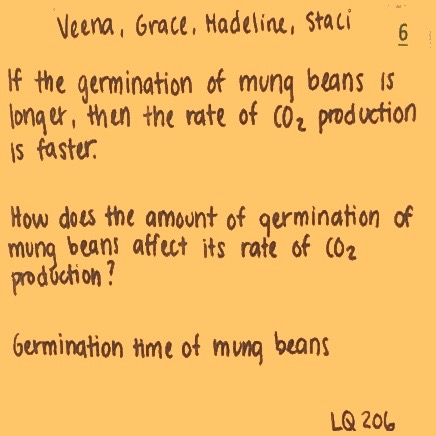 Veena, Grace, Madeline, Staci
6
If the germination of mung beans is
longer, then the rate of CO₂ production
is faster.
How does the amount of germination of
mung beans affect its rate of CO₂
production?
Germination time of mung beans
LQ 206